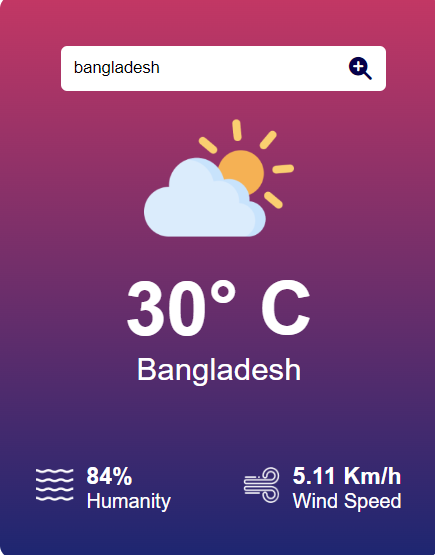 bangladesh
30° C
Bangladesh
84%
Humanity
5.11 Km/h
Wind Speed